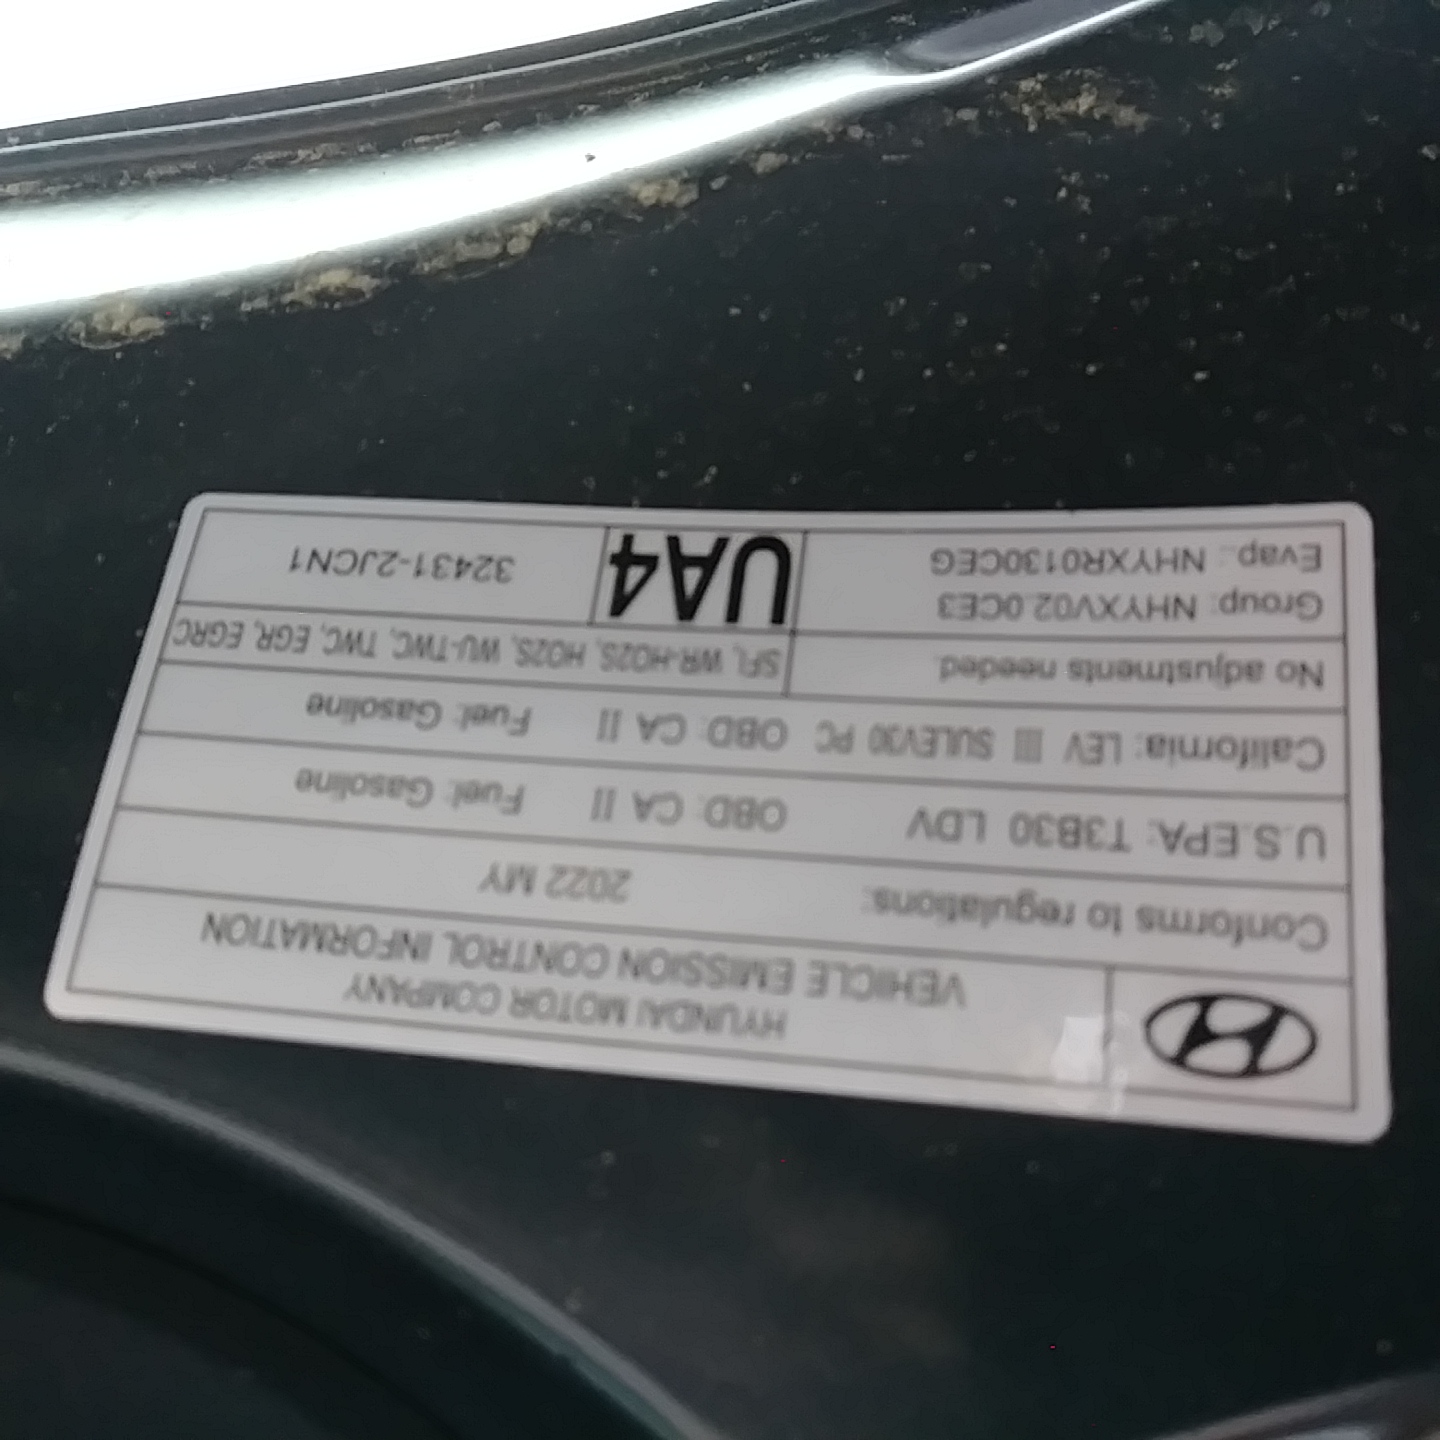 HYUNDAI MOTOR COMPANY
VEHICLE EMISSION CONTROL INFORMATION
Conforms to regulations: 2022 MY
U.S.EPA: T3B30 LDV OBD: CA II Fuel: Gasoline
California: LEV III SULEV30 PC OBD: CA II Fuel: Gasoline
No adjustments needed. SFI, WR-HO2S, HO2S, WU-TWC, TWC, EGR, EGRC
Group: NHYXV02.0CE3
Evap.: NHYXR0130CEG
UA4
32431-2JCN1